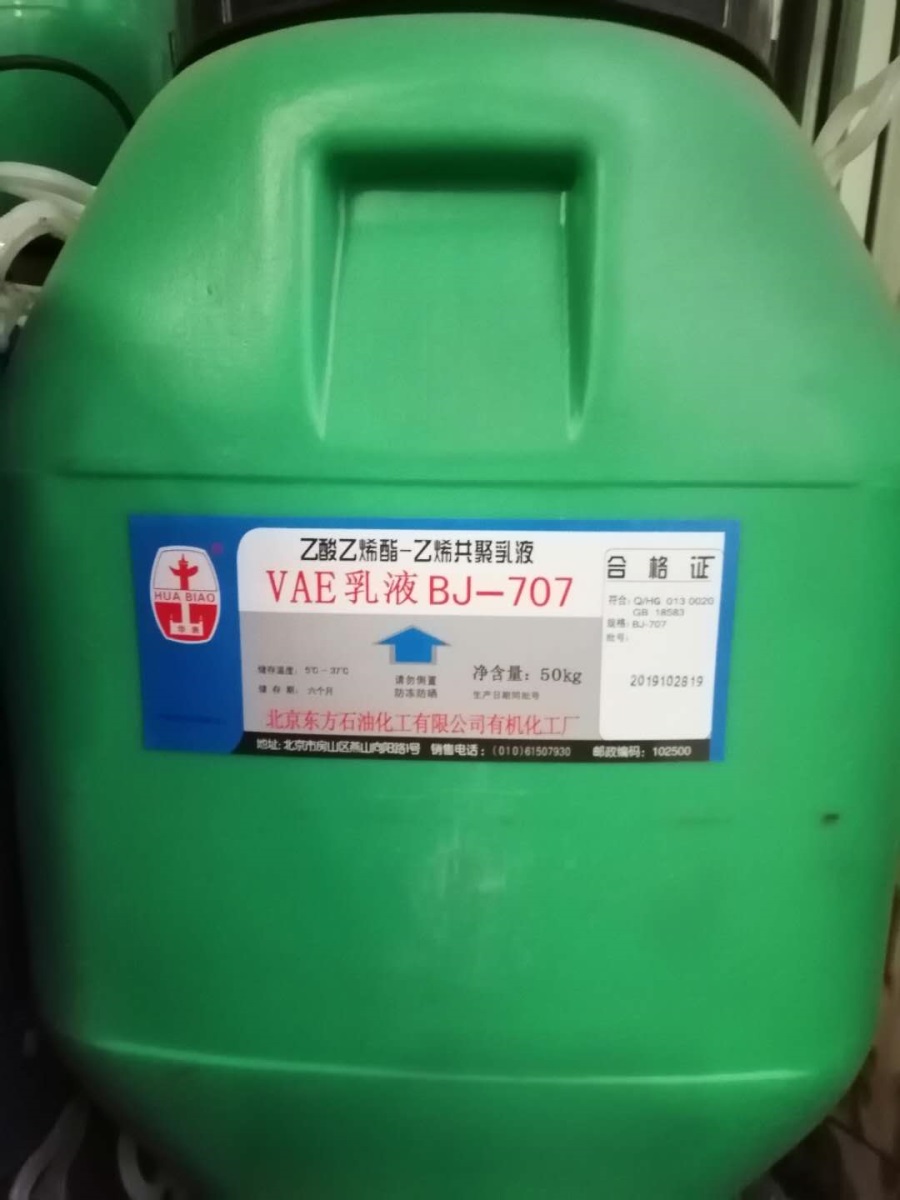 乙酸乙烯酯-乙烯共聚乳液
VAE乳液BJ-707
HUA BIAO
华表
®
储存温度：5℃-37℃
储 存 期：六个月
请勿倒置
防冻防晒
净含量：50kg
生产日期同批号
北京东方石油化工有限公司有机化工厂
地址：北京市房山区燕山向阳路1号 销售电话：(010)61507930 邮政编码：102500
合格证
符合：Q/HG 013 0020
GB 18583
规格：BJ-707
批号：
2019102819